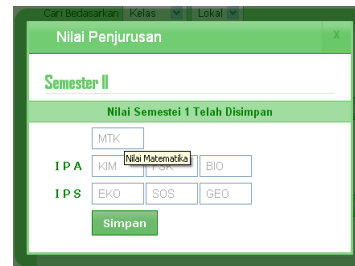 Cari Bedasarkan Kelas Lokal
Nilai Penjurusan x
Semester II
Nilai Semestei 1 Telah Disimpan
MTK
Nilai Matematika
IPA KIM BIO
IPS EKO SOS GEO
Simpan